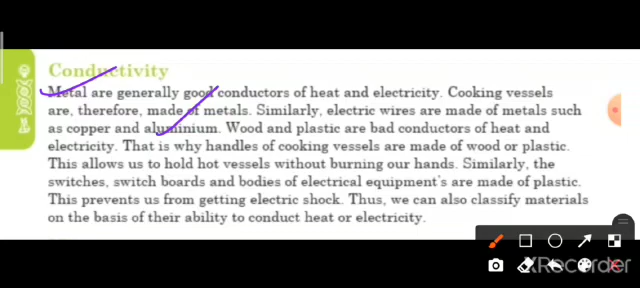 Conductivity
Metal are generally good conductors of heat and electricity. Cooking vessels
are, therefore, made of metals. Similarly, electric wires are made of metals such
as copper and aluminium. Wood and plastic are bad conductors of heat and
electricity. That is why handles of cooking vessels are made of wood or plastic.
This allows us to hold hot vessels without burning our hands. Similarly, the
switches, switch boards and bodies of electrical equipment's are made of plastic.
This prevents us from getting electric shock. Thus, we can also classify materials
on the basis of their ability to conduct heat or electricity.
XRecorder